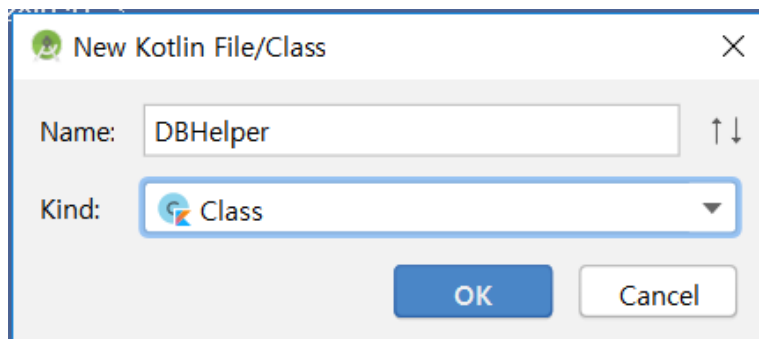 New Kotlin File/Class
Name: DBHelper
Kind: Class
OK Cancel